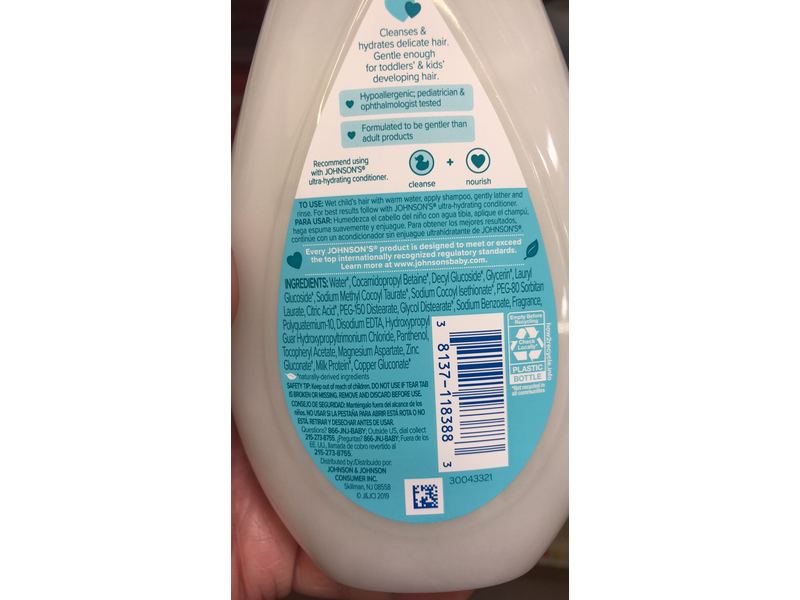 Cleanses &
hydrates delicate hair.
Gentle enough
for toddlers' & kids'
developing hair.
Hypoallergenic; pediatrician &
ophthalmologist tested
Formulated to be gentler than
adult products
Recommend using
with JOHNSON'S®
ultra-hydrating conditioner.
cleanse
+
nourish
TO USE: Wet child's hair with warm water, apply shampoo, gently lather and
rinse. For best results follow with JOHNSON'S® ultra-hydrating conditioner.
PARA USAR: Humedezca el cabello del niño con agua tibia, aplique el champú,
haga espuma suavemente y enjuague. Para obtener los mejores resultados,
continúe con un acondicionador sin enjuague ultrahidratante de JOHNSON'S®
Every JOHNSON'S® product is designed to meet or exceed
the top internationally recognized regulatory standards.
Learn more at www.johnsonsbaby.com.
INGREDIENTS: Water*, Cocamidopropyl Betaine*, Decyl Glucoside*, Glycerin*, Lauryl
Glucoside*, Sodium Methyl Cocoyl Taurate*, Sodium Cocoyl Isethionate*, PEG-80 Sorbitan
Laurate, Citric Acid*, PEG-150 Distearate, Glycol Distearate*, Sodium Benzoate, Fragrance,
Polyquaternium-10, Disodium EDTA, Hydroxypropyl
Guar Hydroxypropyltrimonium Chloride, Panthenol,
Tocopheryl Acetate, Magnesium Aspartate, Zinc
Gluconate*, Milk Protein*, Copper Gluconate*
*naturally-derived ingredients
SAFETY TIP: Keep out of reach of children. DO NOT USE IF TEAR TAB
IS BROKEN OR MISSING. REMOVE AND DISCARD BEFORE USE.
CONSEJO DE SEGURIDAD: Manténgalo fuera del alcance de los
niños. NO USAR SI LA PESTAÑA PARA ABRIR ESTÁ ROTA O NO
ESTÁ. RETIRAR Y DESECHAR ANTES DE USAR.
Questions? 866-JNJ-BABY; Outside US, dial collect
215-273-8755. ¿Preguntas? 866-JNJ-BABY; Fuera de los
EE. UU., llamada de cobro revertido al
215-273-8755.
Distributed by:/Distribuido por:
JOHNSON & JOHNSON
CONSUMER INC.
Skillman, NJ 08558
© J&JCI 2019
3 8137-118388 3
30043321
Empty Before
Recycling
Check
Locally*
PLASTIC
BOTTLE
*Not recycled in
all communities
how2recycle.info